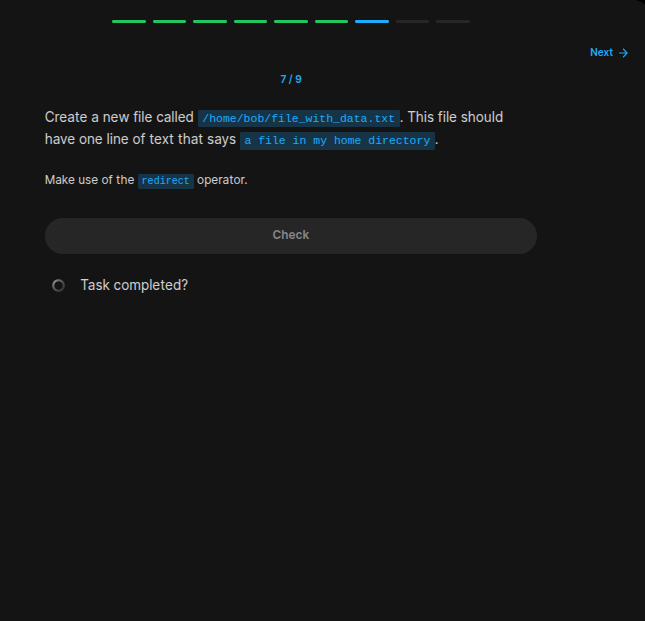 Next →
7 / 9
Create a new file called /home/bob/file_with_data.txt. This file should
have one line of text that says a file in my home directory.
Make use of the redirect operator.
Check
Task completed?